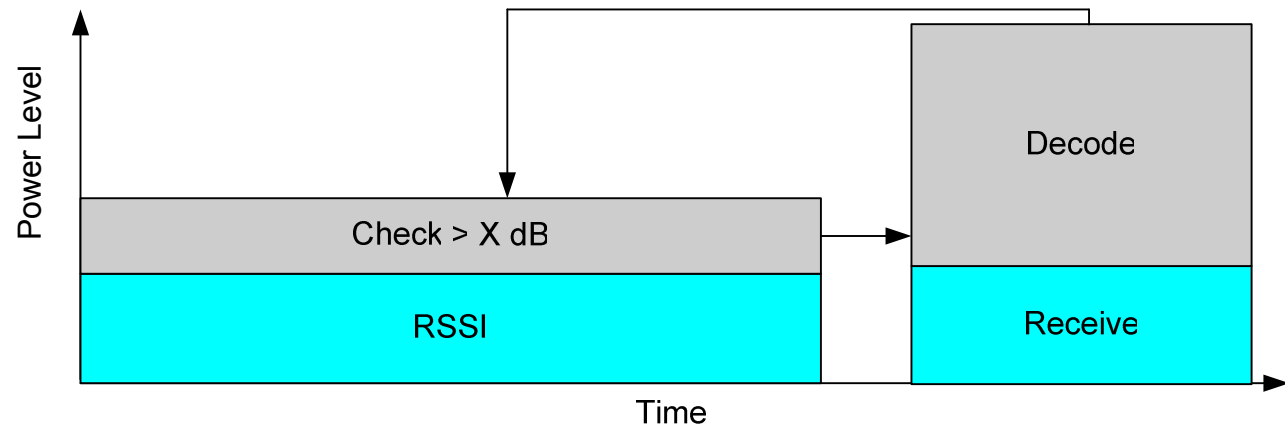 Power Level
Decode
Check > X dB
RSSI
Receive
Time